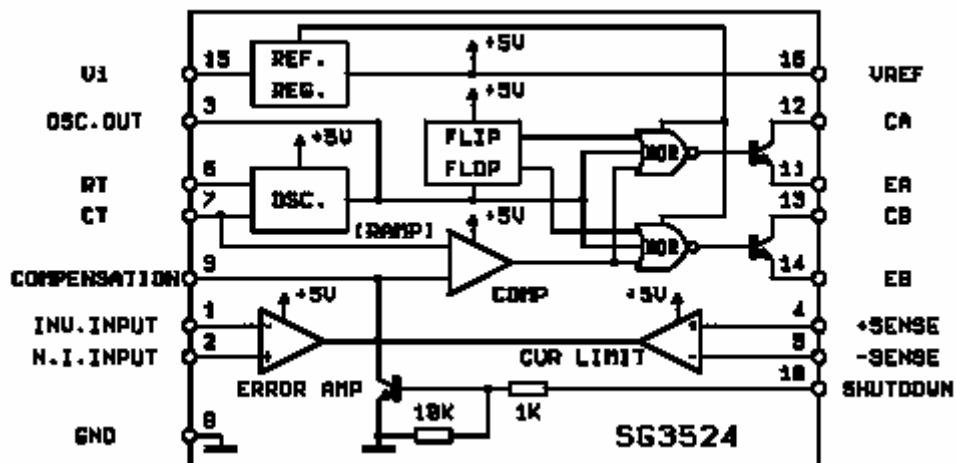 +5V
V1 15 REF. REG. 16 VREF
+5V
OSC.OUT 3 12 CA
+5V FLIP FLOP NOR
RT 6 OSC. 11 EA
CT 7 13 CB
[RAMP] +5V NOR
COMPENSATION 9 14 EB
COMP
+5V +5V
INV.INPUT 1 - + 4 +SENSE
N.I.INPUT 2 + - 5 -SENSE
CUR LIMIT
ERROR AMP 10 SHUTDOWN
10K 1K
GND 8 SG3524